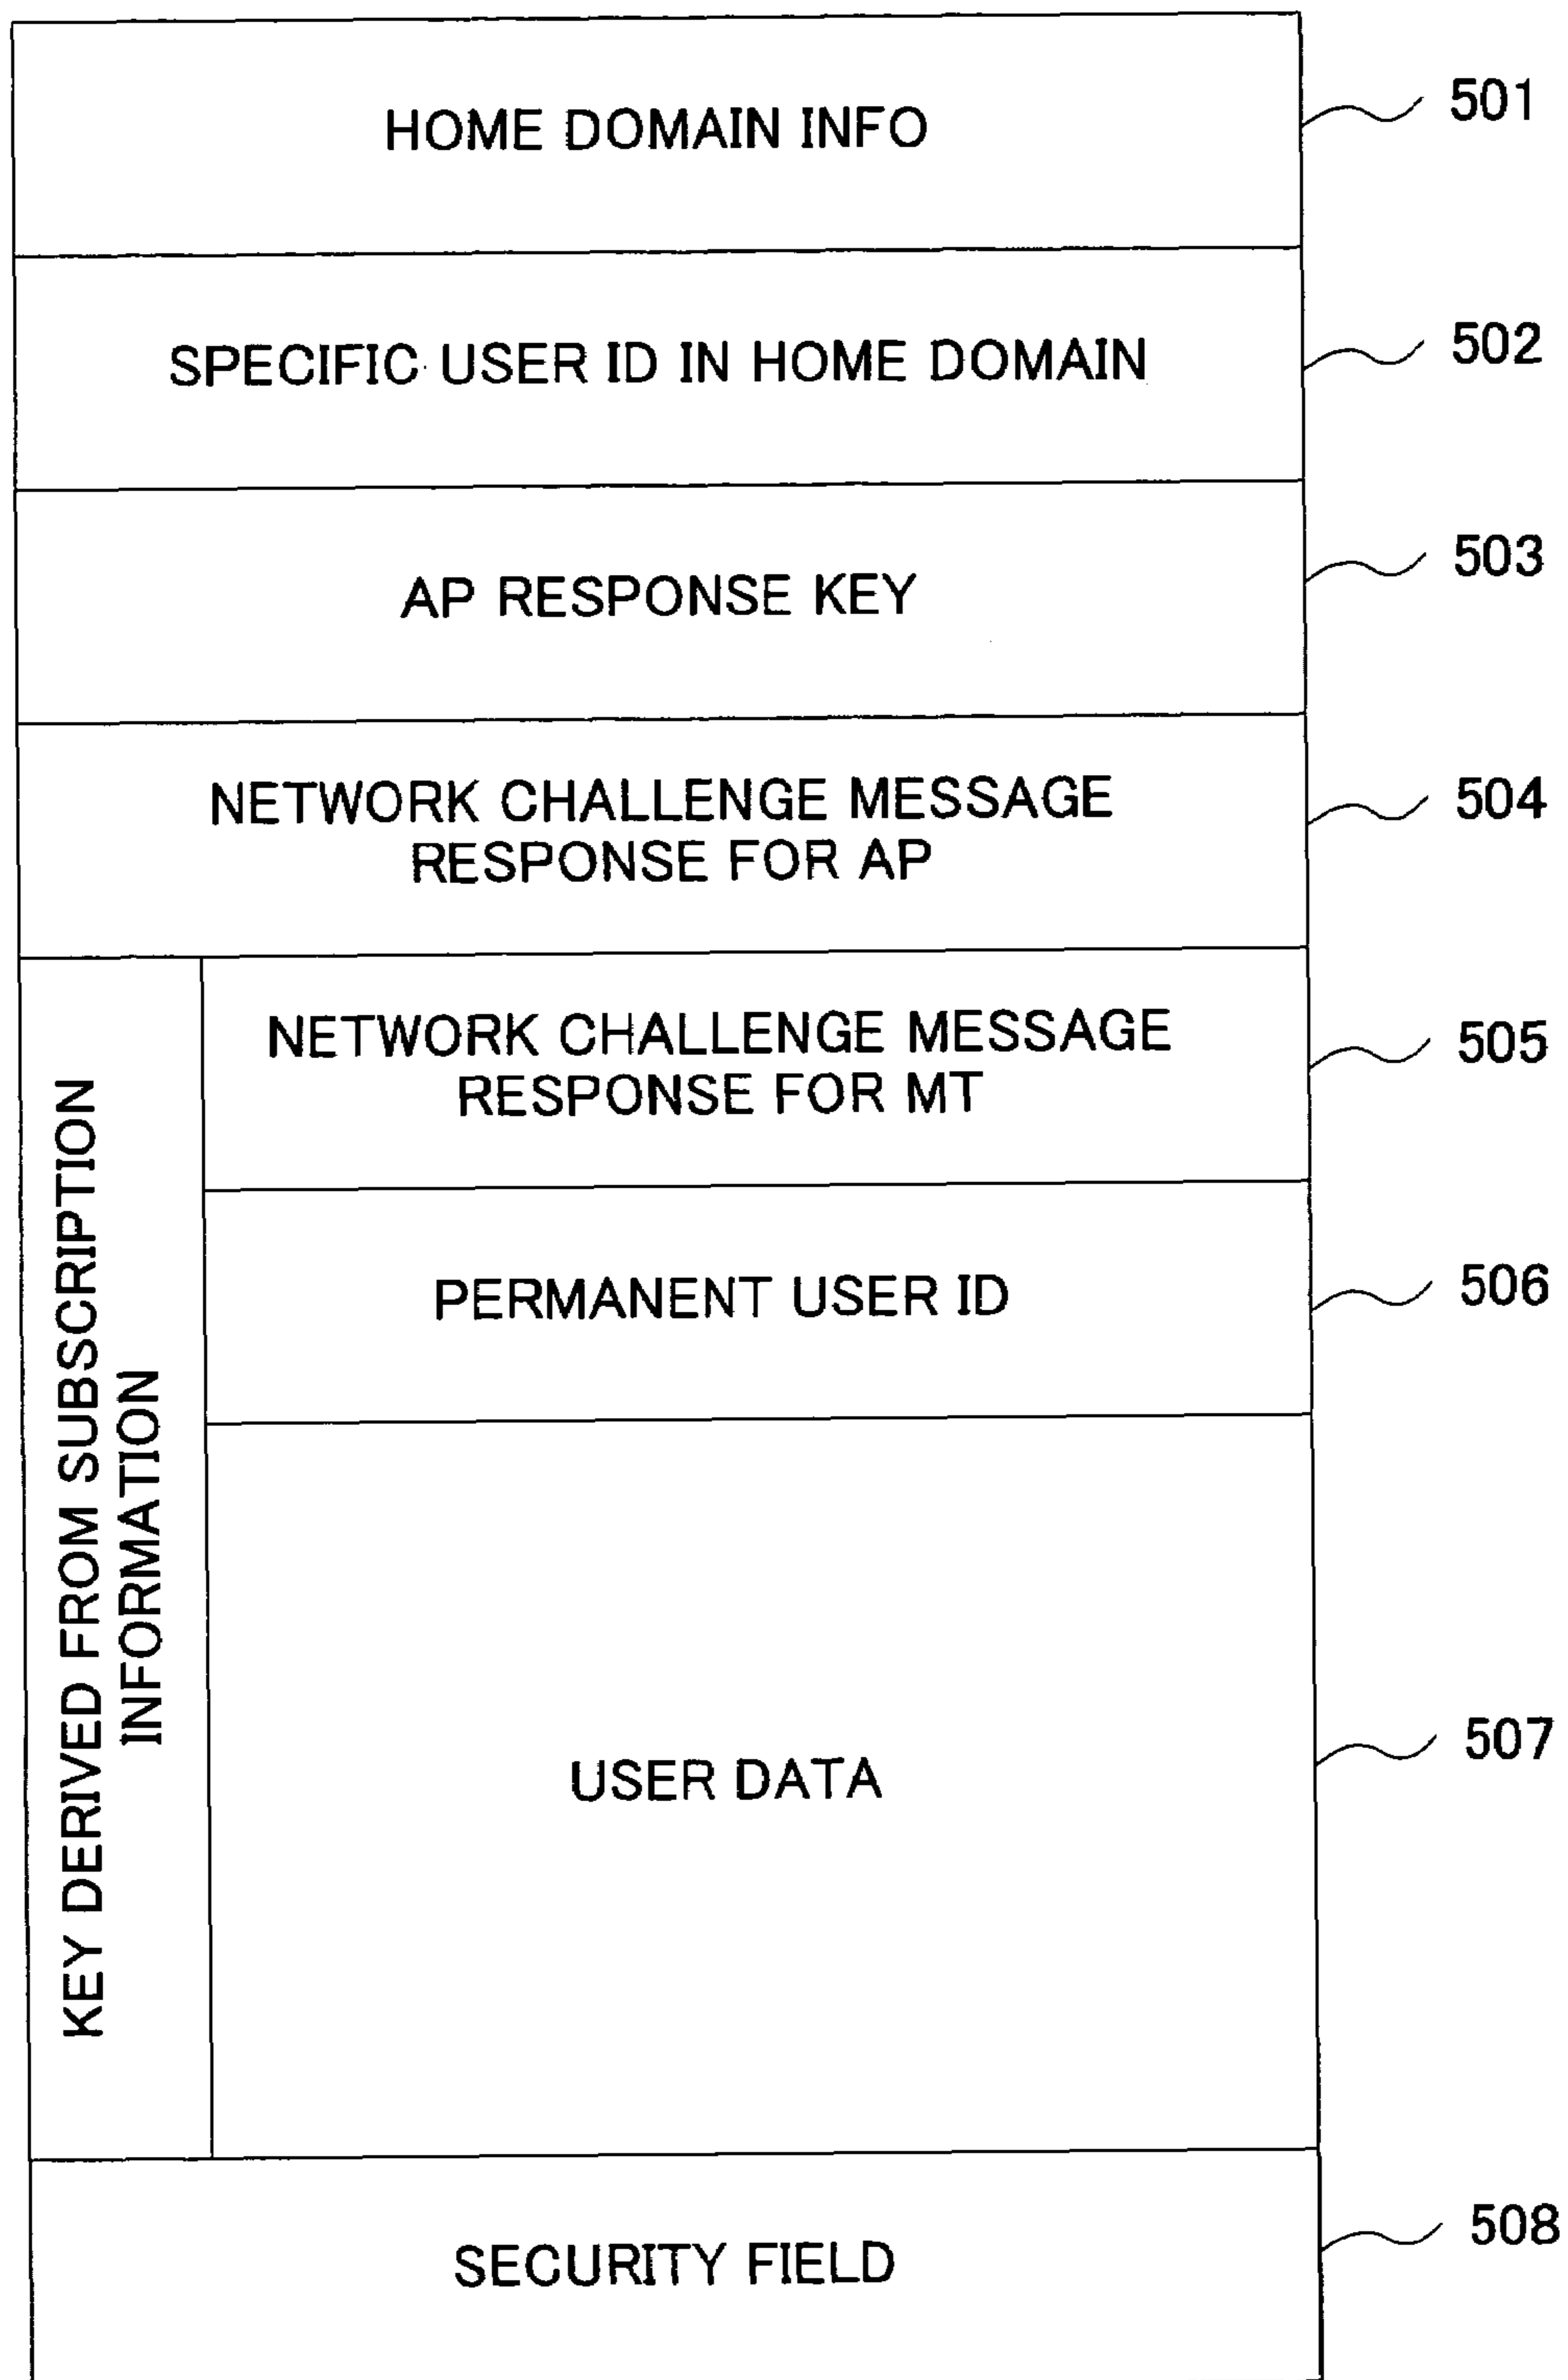 HOME DOMAIN INFO
501
SPECIFIC USER ID IN HOME DOMAIN
502
AP RESPONSE KEY
503
NETWORK CHALLENGE MESSAGE
RESPONSE FOR AP
504
KEY DERIVED FROM SUBSCRIPTION
INFORMATION
NETWORK CHALLENGE MESSAGE
RESPONSE FOR MT
505
PERMANENT USER ID
506
USER DATA
507
SECURITY FIELD
508